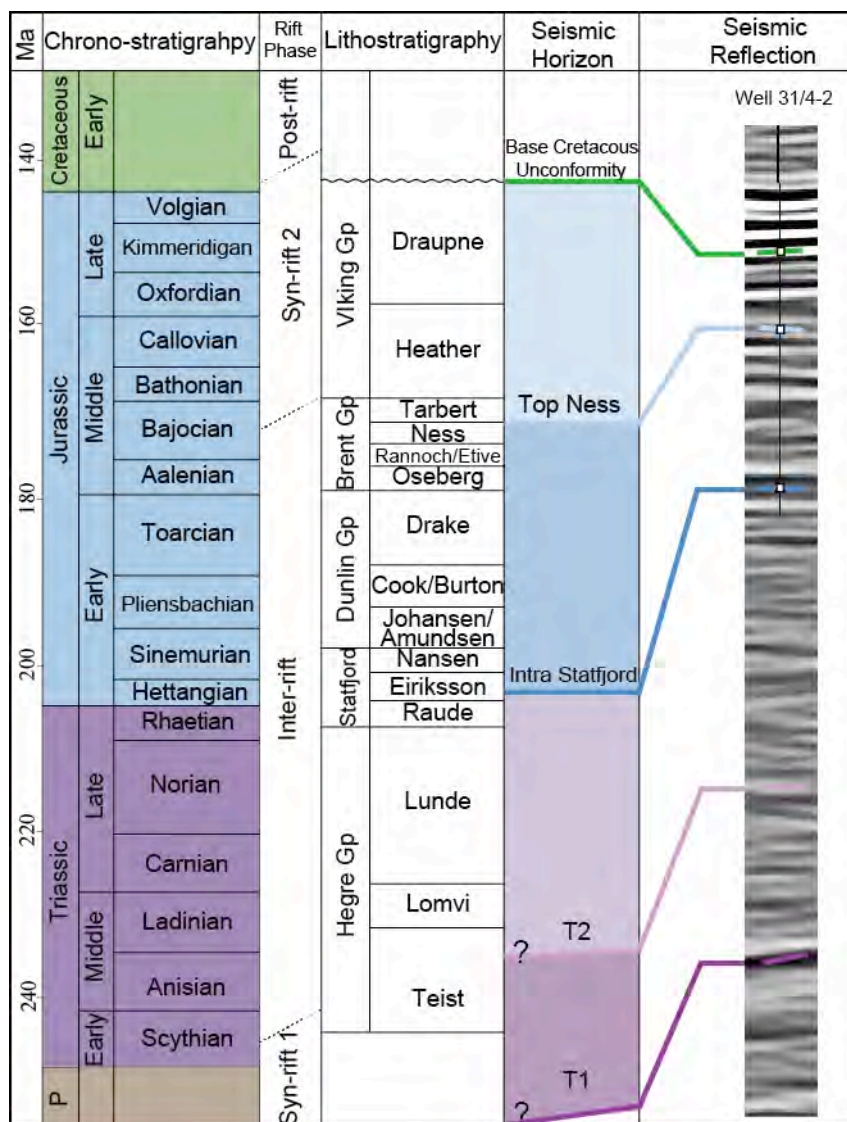 Ma
Chrono-stratigrahpy
Rift
Phase
Lithostratigraphy
Seismic
Horizon
Seismic
Reflection
Well 31/4-2
140
160
180
200
220
240
Cretaceous
Jurassic
Triassic
P
Early
Late
Middle
Early
Late
Middle
Early
Volgian
Kimmeridigan
Oxfordian
Callovian
Bathonian
Bajocian
Aalenian
Toarcian
Pliensbachian
Sinemurian
Hettangian
Rhaetian
Norian
Carnian
Ladinian
Anisian
Scythian
Post-rift
Syn-rift 2
Inter-rift
Syn-rift 1
VIking Gp
Brent Gp
Dunlin Gp
Statfjord
Hegre Gp
Draupne
Heather
Tarbert
Ness
Rannoch/Etive
Oseberg
Drake
Cook/Burton
Johansen/
Amundsen
Nansen
Eiriksson
Raude
Lunde
Lomvi
Teist
Base Cretacous
Unconformity
Top Ness
Intra Statfjord
T2
?
T1
?